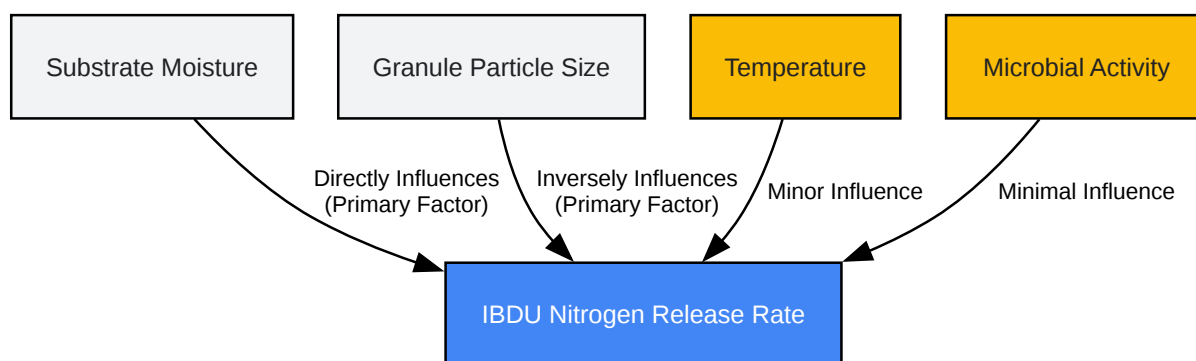 Substrate Moisture
Granule Particle Size
Temperature
Microbial Activity
Directly Influences
(Primary Factor)
Inversely Influences
(Primary Factor)
Minor Influence
Minimal Influence
IBDU Nitrogen Release Rate